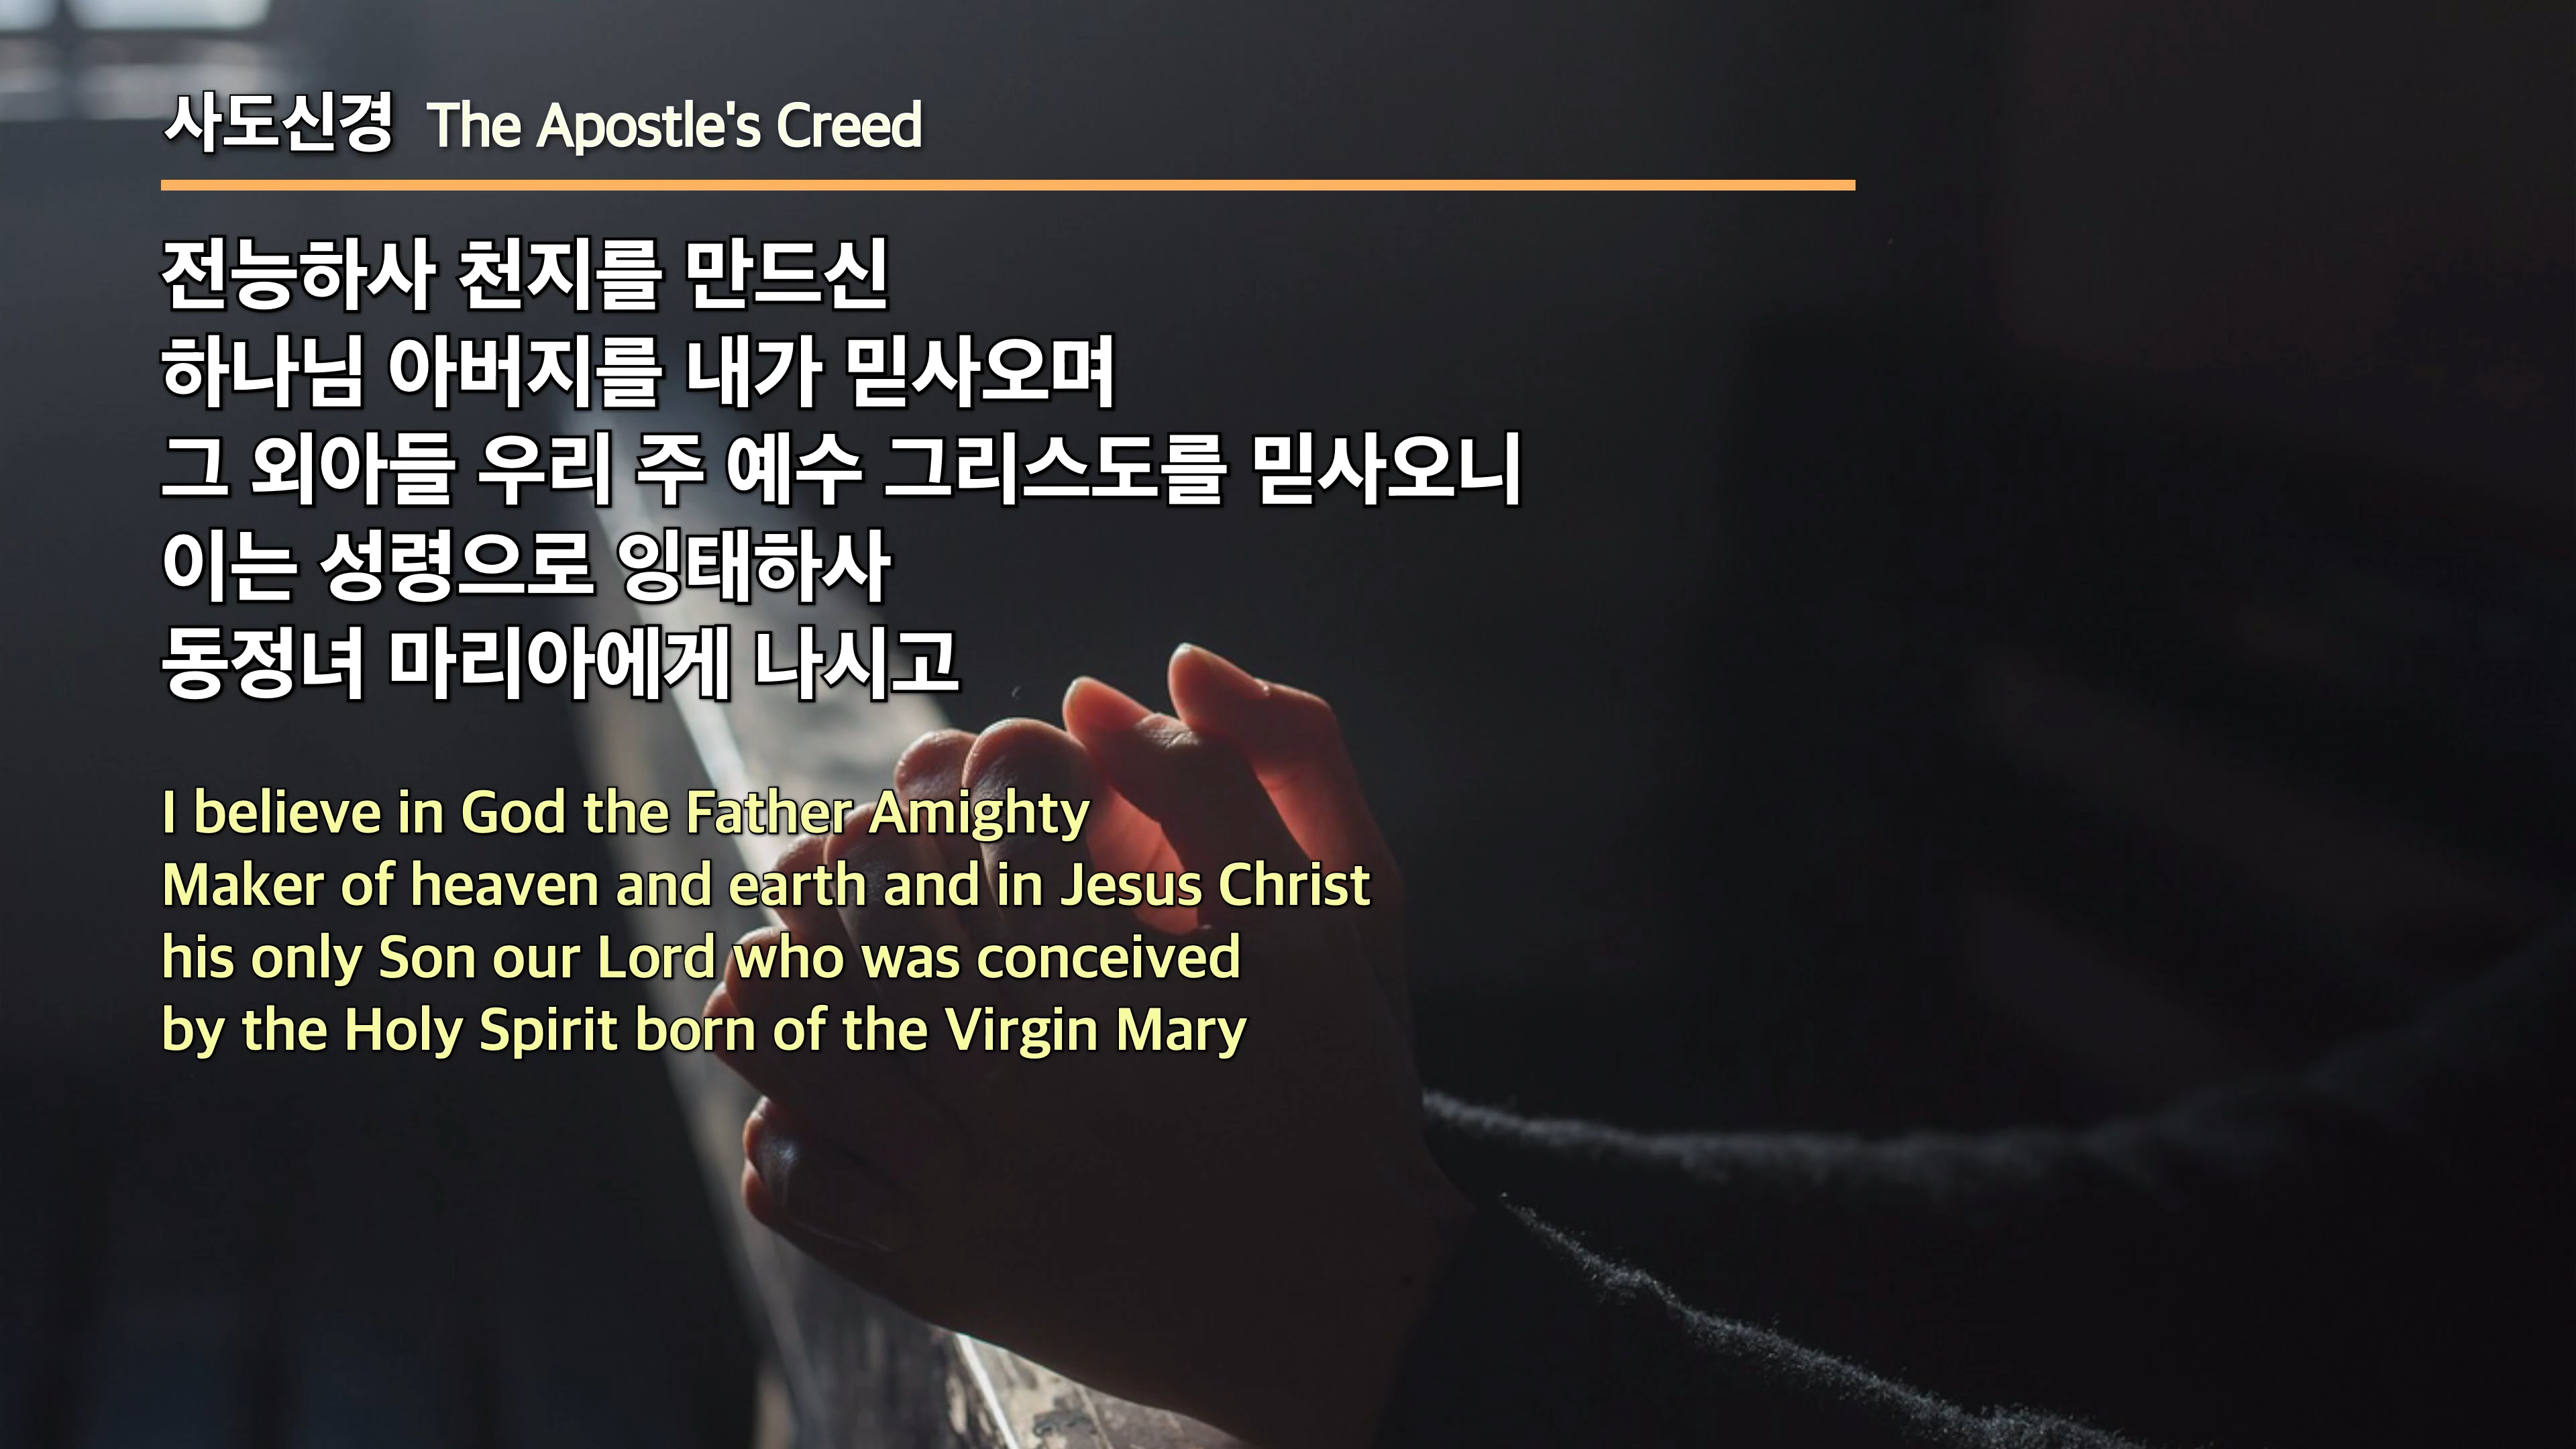 사도신경 The Apostle's Creed
전능하사 천지를 만드신
하나님 아버지를 내가 믿사오며
그 외아들 우리 주 예수 그리스도를 믿사오니
이는 성령으로 잉태하사
동정녀 마리아에게 나시고
I believe in God the Father Amighty
Maker of heaven and earth and in Jesus Christ
his only Son our Lord who was conceived
by the Holy Spirit born of the Virgin Mary